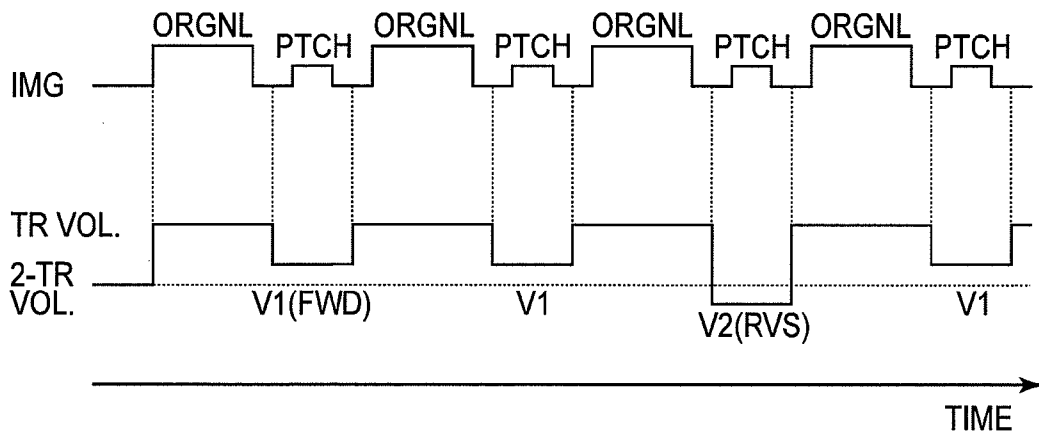 ORGNL PTCH ORGNL PTCH ORGNL PTCH ORGNL PTCH
IMG
TR VOL.
2-TR
VOL.
V1(FWD) V1 V2(RVS) V1
TIME